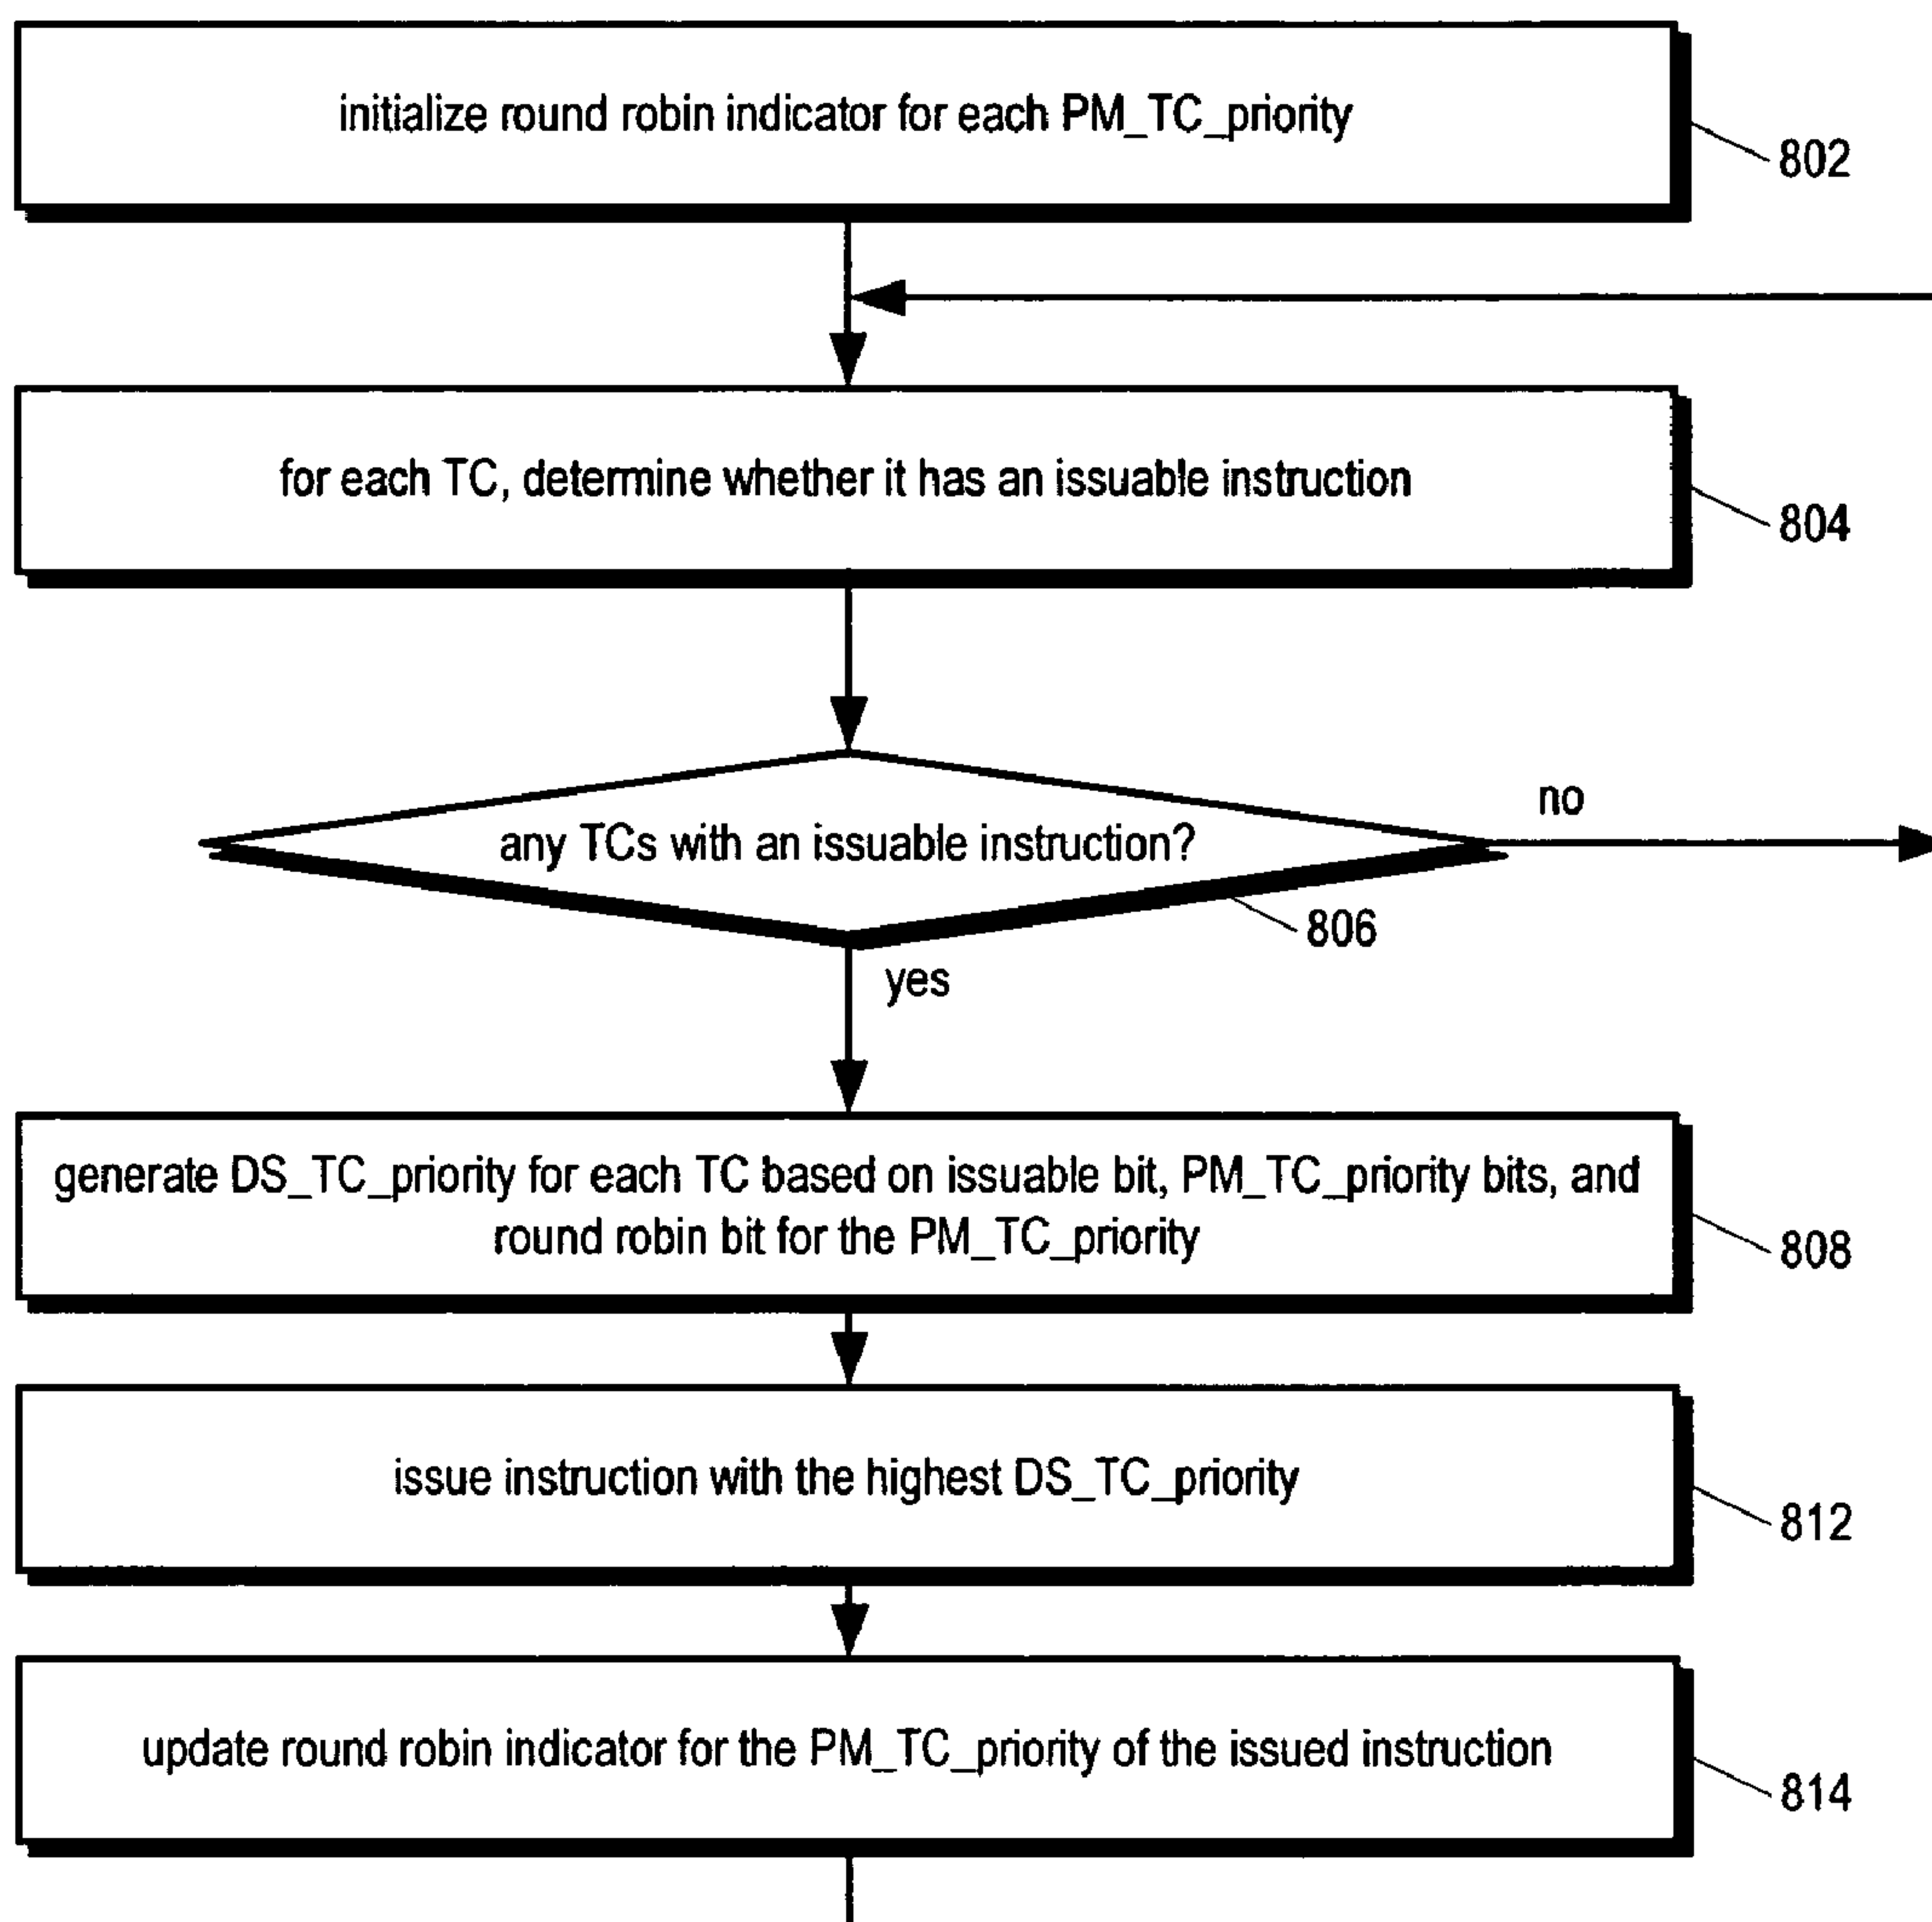 initialize round robin indicator for each PM_TC_priority
802
for each TC, determine whether it has an issuable instruction
804
no
any TCs with an issuable instruction?
806
yes
generate DS_TC_priority for each TC based on issuable bit, PM_TC_priority bits, and
round robin bit for the PM_TC_priority
808
issue instruction with the highest DS_TC_priority
812
update round robin indicator for the PM_TC_priority of the issued instruction
814